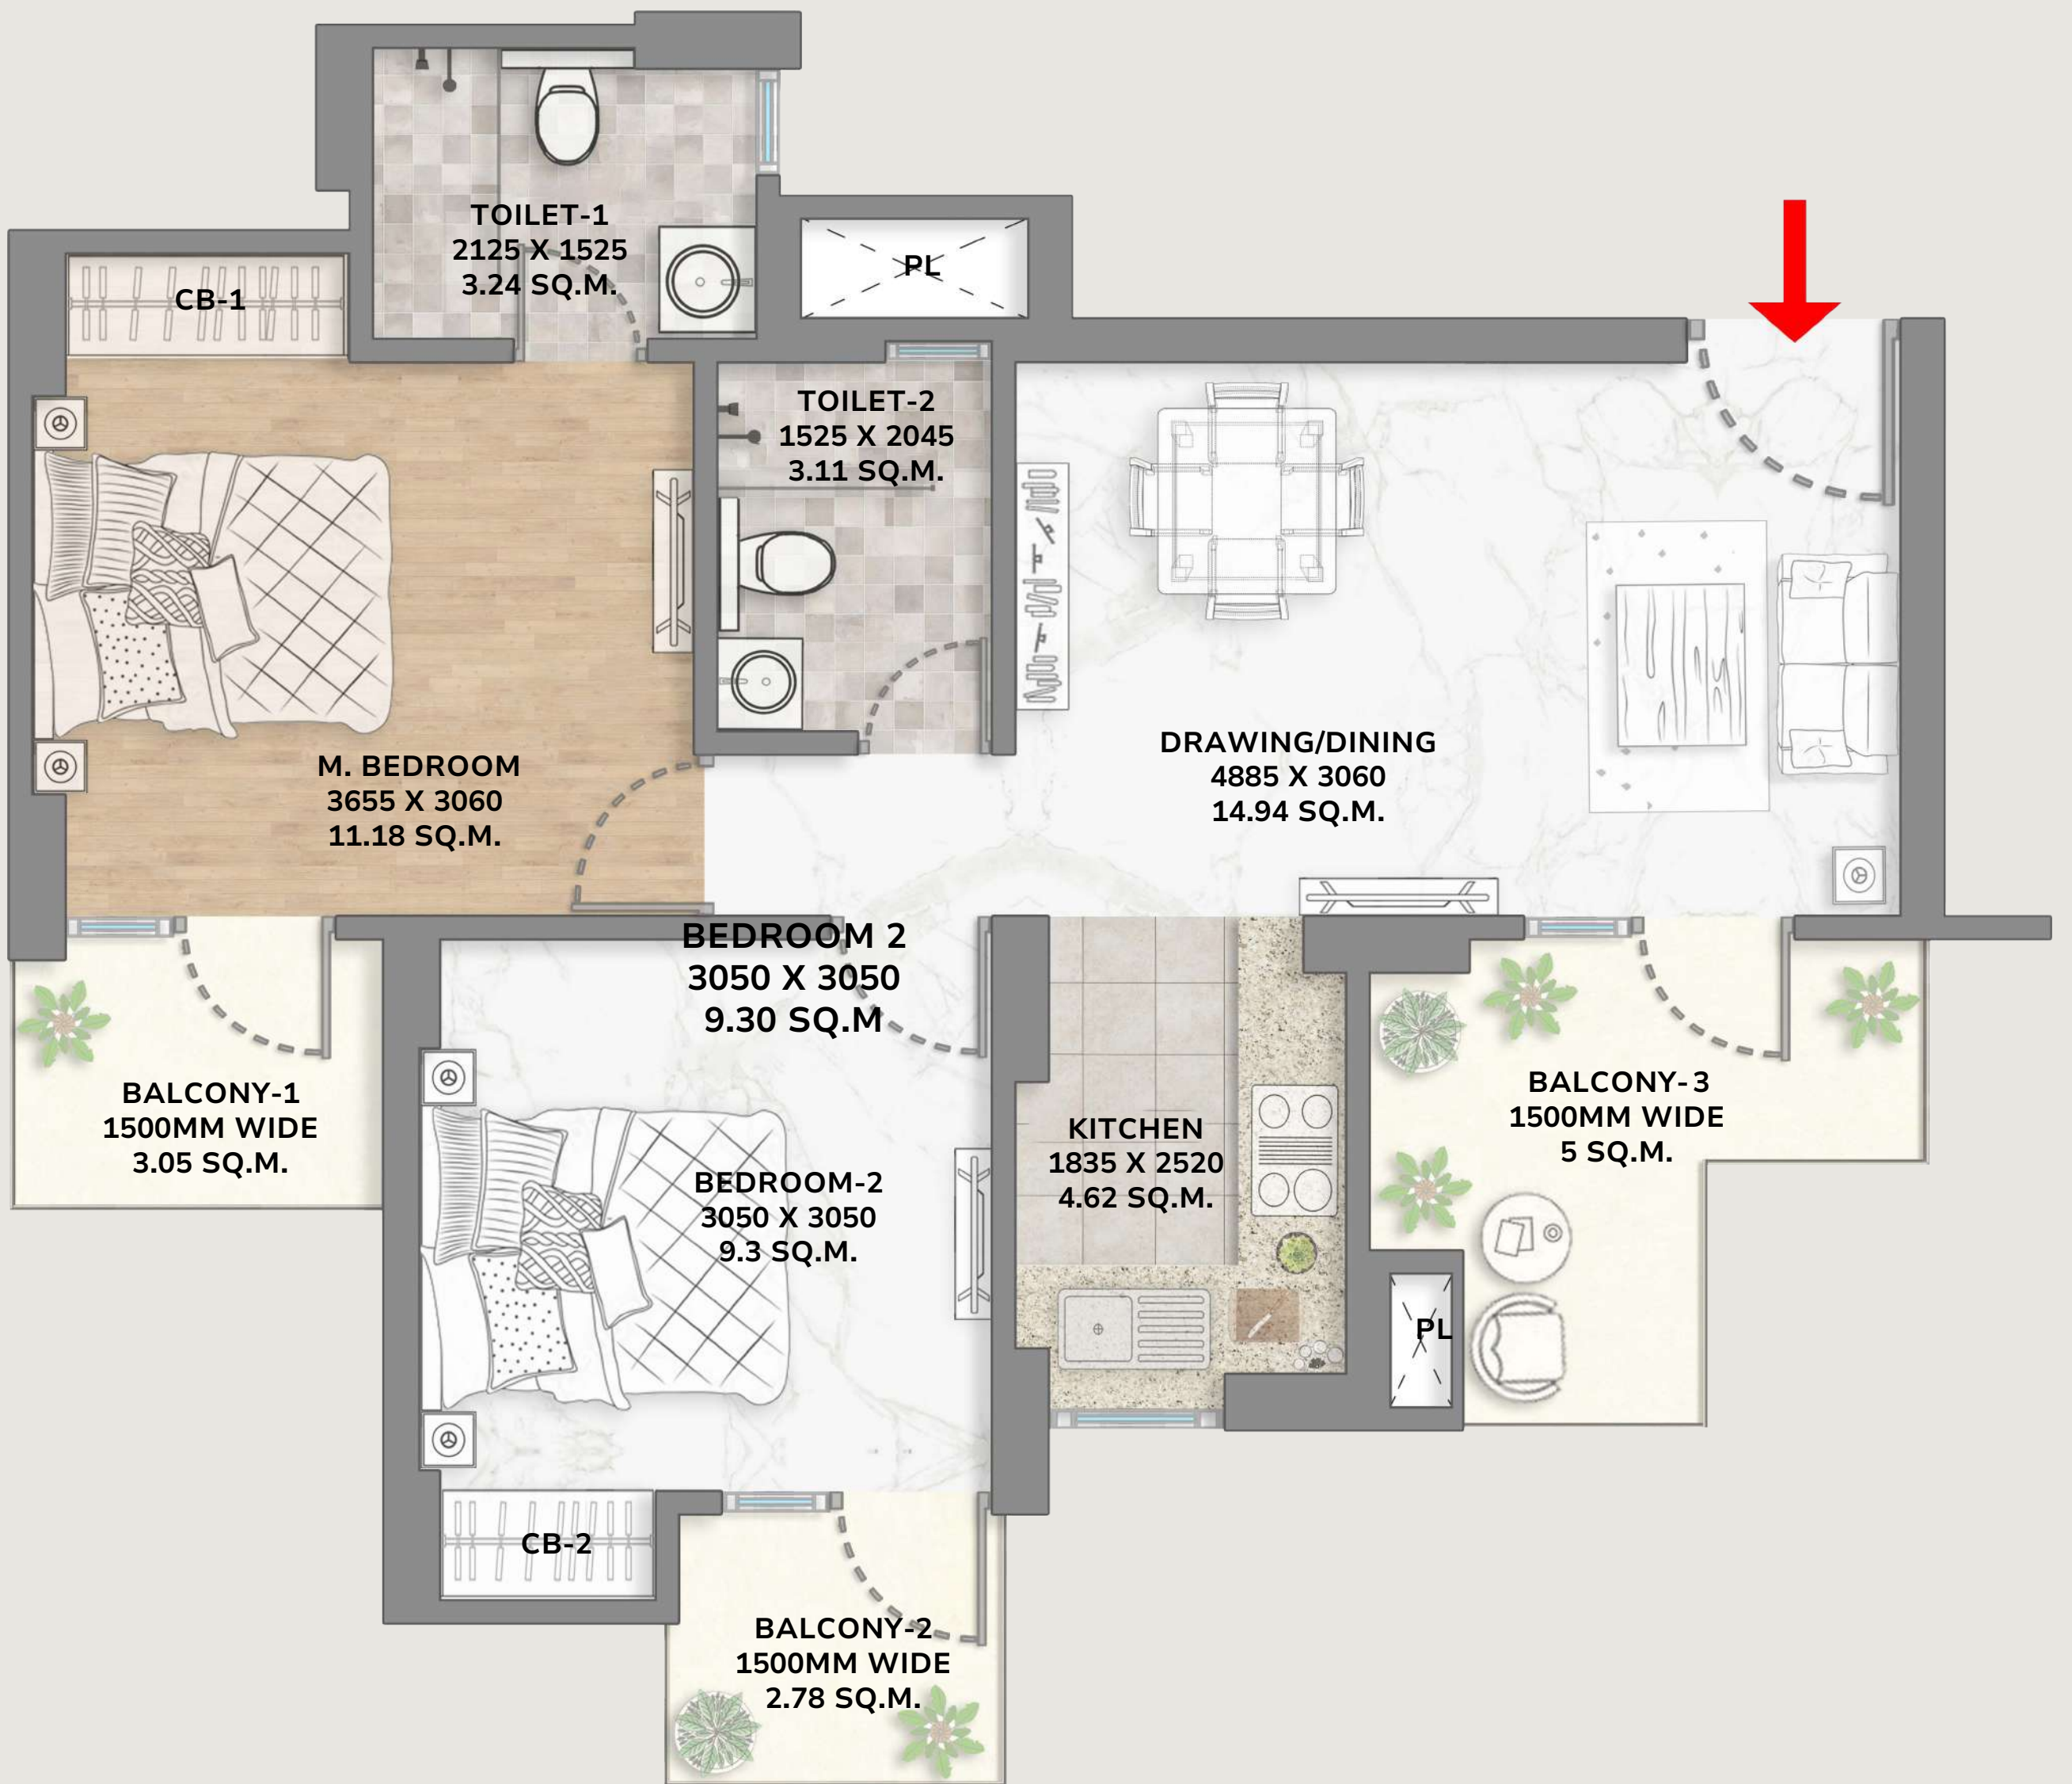 TOILET-1
2125 X 1525
3.24 SQ.M.
PL
CB-1
TOILET-2
1525 X 2045
3.11 SQ.M.
DRAWING/DINING
4885 X 3060
14.94 SQ.M.
M. BEDROOM
3655 X 3060
11.18 SQ.M.
BEDROOM 2
3050 X 3050
9.30 SQ.M
BALCONY-1
1500MM WIDE
3.05 SQ.M.
BEDROOM-2
3050 X 3050
9.3 SQ.M.
KITCHEN
1835 X 2520
4.62 SQ.M.
BALCONY-3
1500MM WIDE
5 SQ.M.
PL
CB-2
BALCONY-2
1500MM WIDE
2.78 SQ.M.